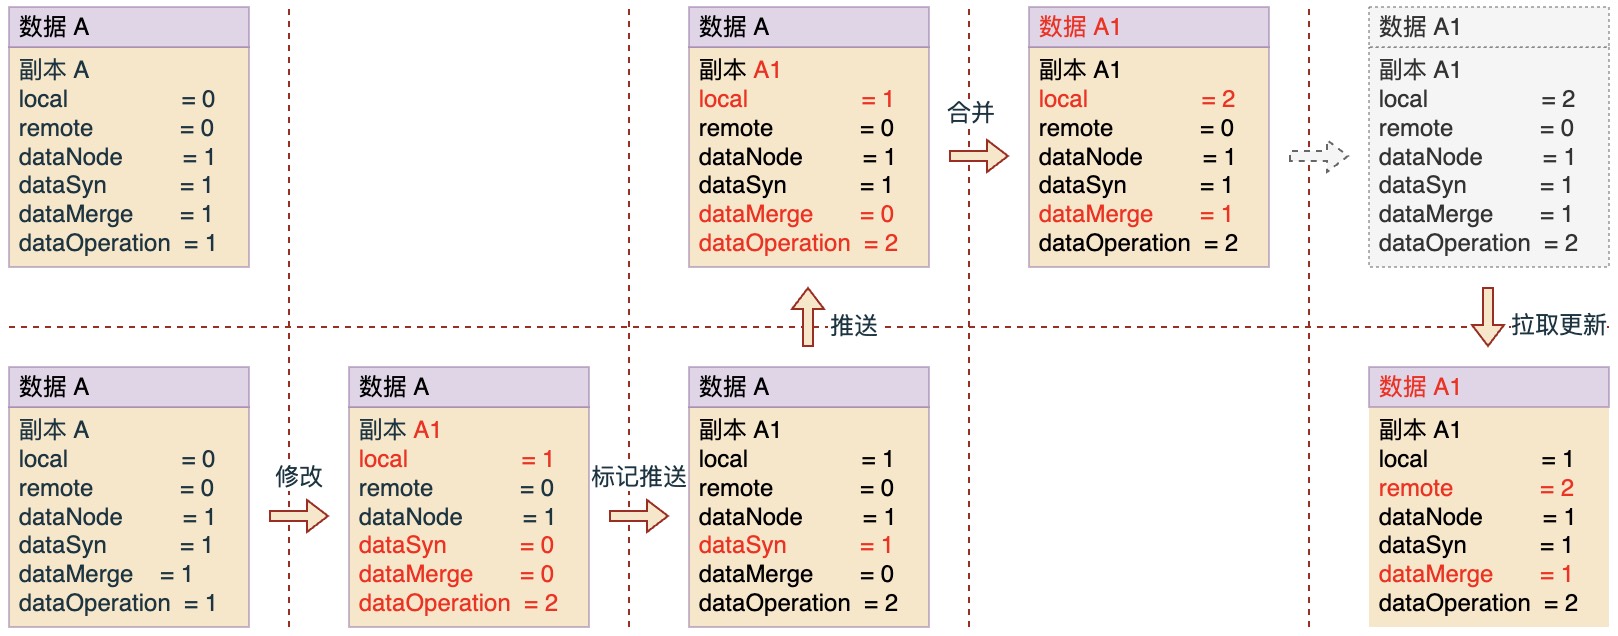 数据 A
副本 A
local = 0
remote = 0
dataNode = 1
dataSyn = 1
dataMerge = 1
dataOperation = 1
数据 A
副本 A1
local = 1
remote = 0
dataNode = 1
dataSyn = 1
dataMerge = 0
dataOperation = 2
合并
数据 A1
副本 A1
local = 2
remote = 0
dataNode = 1
dataSyn = 1
dataMerge = 1
dataOperation = 2
数据 A1
副本 A1
local = 2
remote = 0
dataNode = 1
dataSyn = 1
dataMerge = 1
dataOperation = 2
推送
拉取更新
数据 A
副本 A
local = 0
remote = 0
dataNode = 1
dataSyn = 1
dataMerge = 1
dataOperation = 1
修改
数据 A
副本 A1
local = 1
remote = 0
dataNode = 1
dataSyn = 0
dataMerge = 0
dataOperation = 2
标记推送
数据 A
副本 A1
local = 1
remote = 0
dataNode = 1
dataSyn = 1
dataMerge = 0
dataOperation = 2
数据 A1
副本 A1
local = 1
remote = 2
dataNode = 1
dataSyn = 1
dataMerge = 1
dataOperation = 2